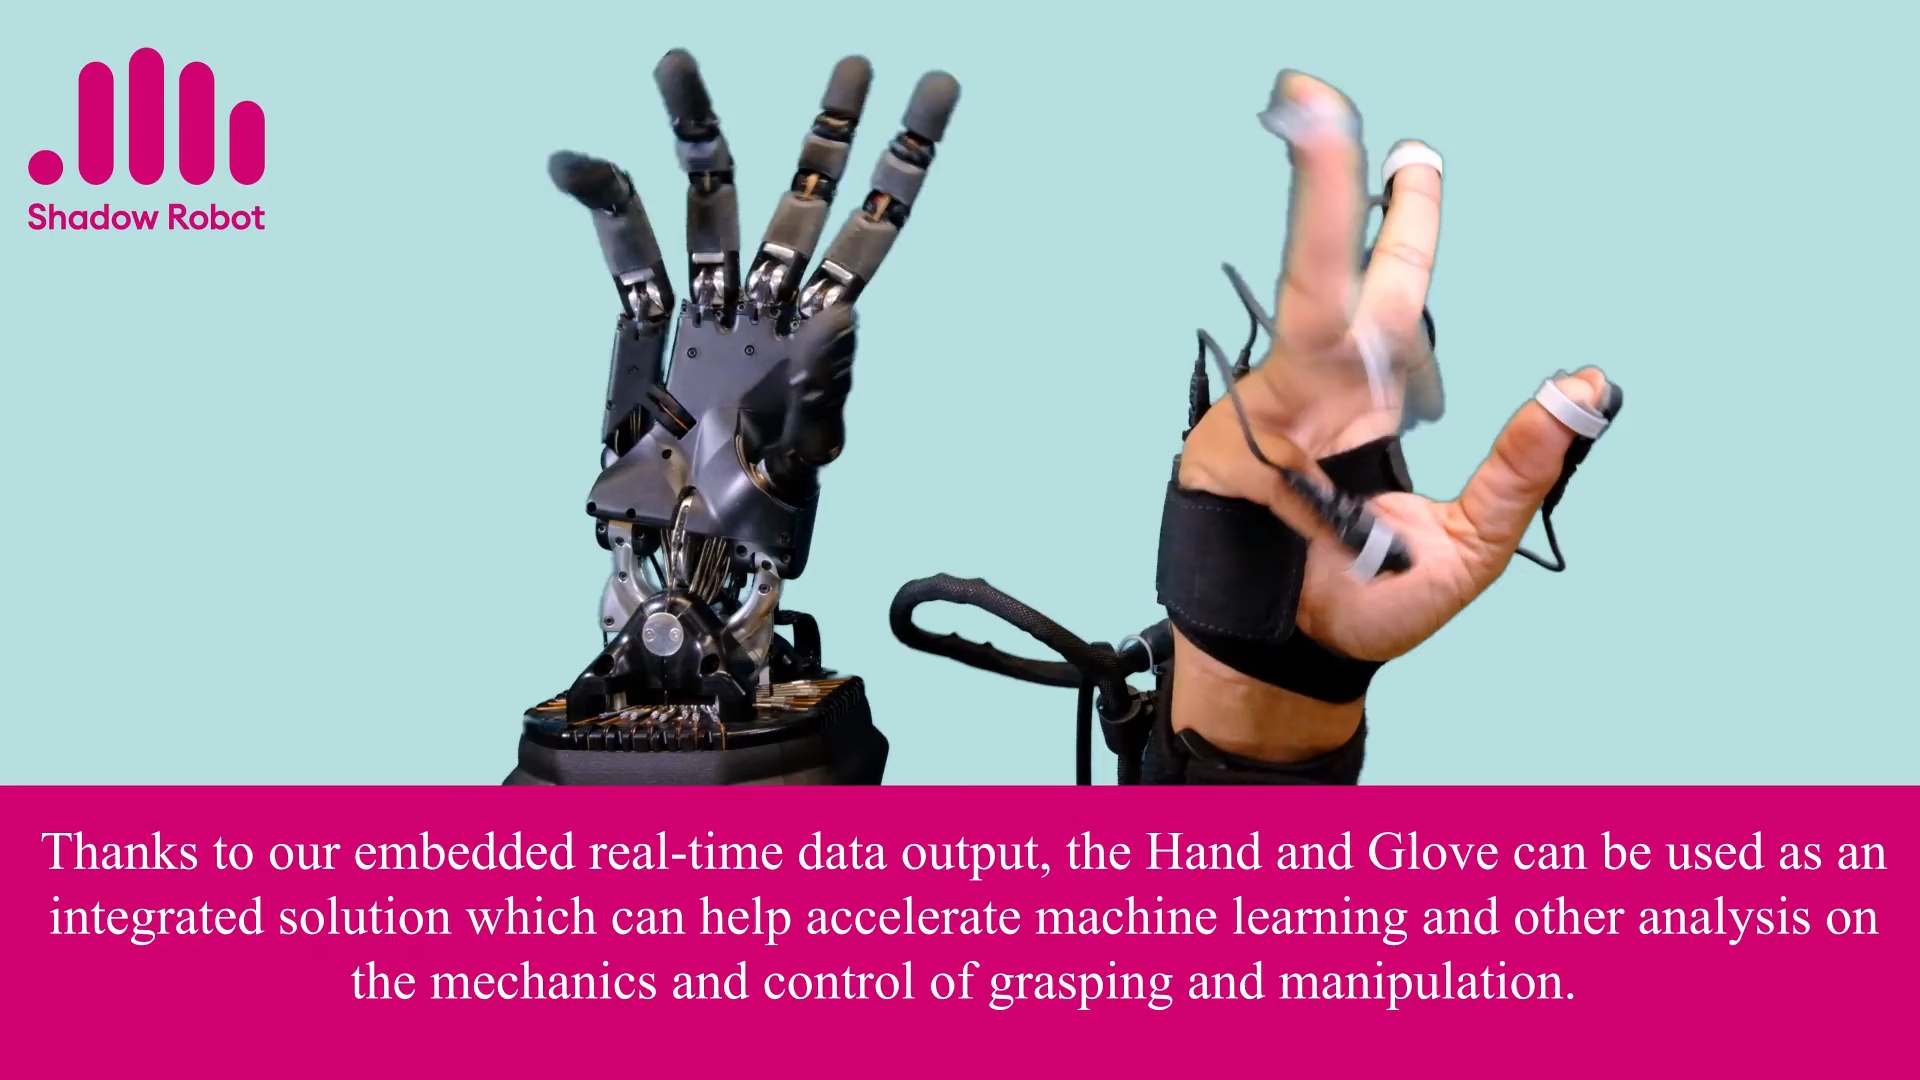 Shadow Robot
Thanks to our embedded real-time data output, the Hand and Glove can be used as an
integrated solution which can help accelerate machine learning and other analysis on
the mechanics and control of grasping and manipulation.